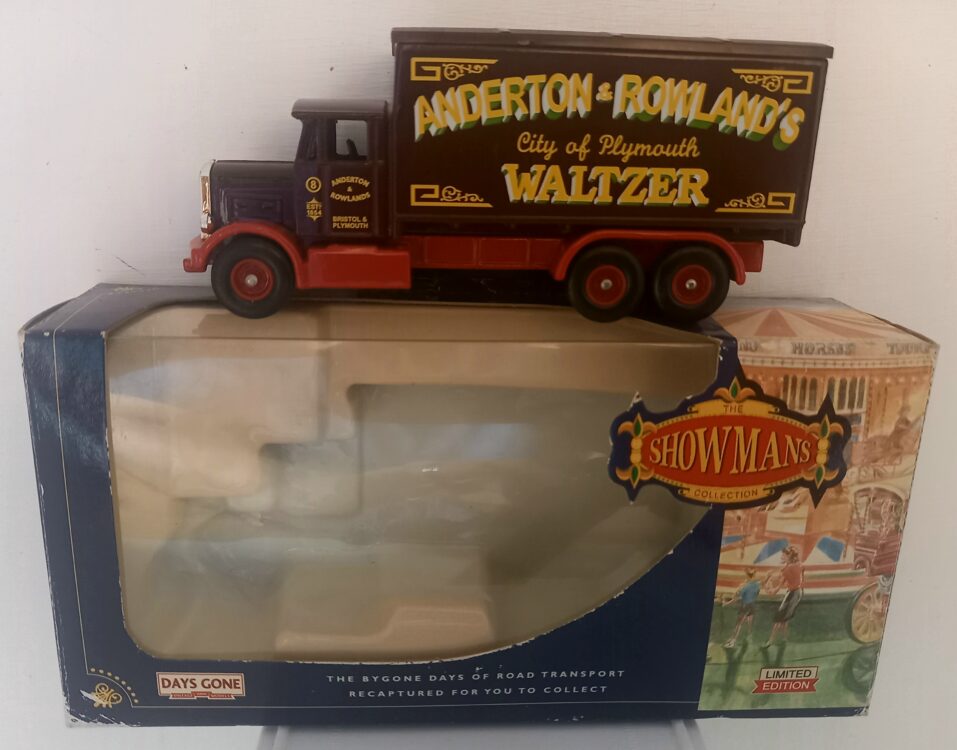 ANDERTON & ROWLAND'S
City of Plymouth
WALTZER
8
ANDERTON
&
ROWLANDS
ESTD
1854
BRISTOL &
PLYMOUTH
HORSES
THE
SHOWMANS
COLLECTION
DAYS GONE
THE BYGONE DAYS OF ROAD TRANSPORT
RECAPTURED FOR YOU TO COLLECT
LIMITED
EDITION